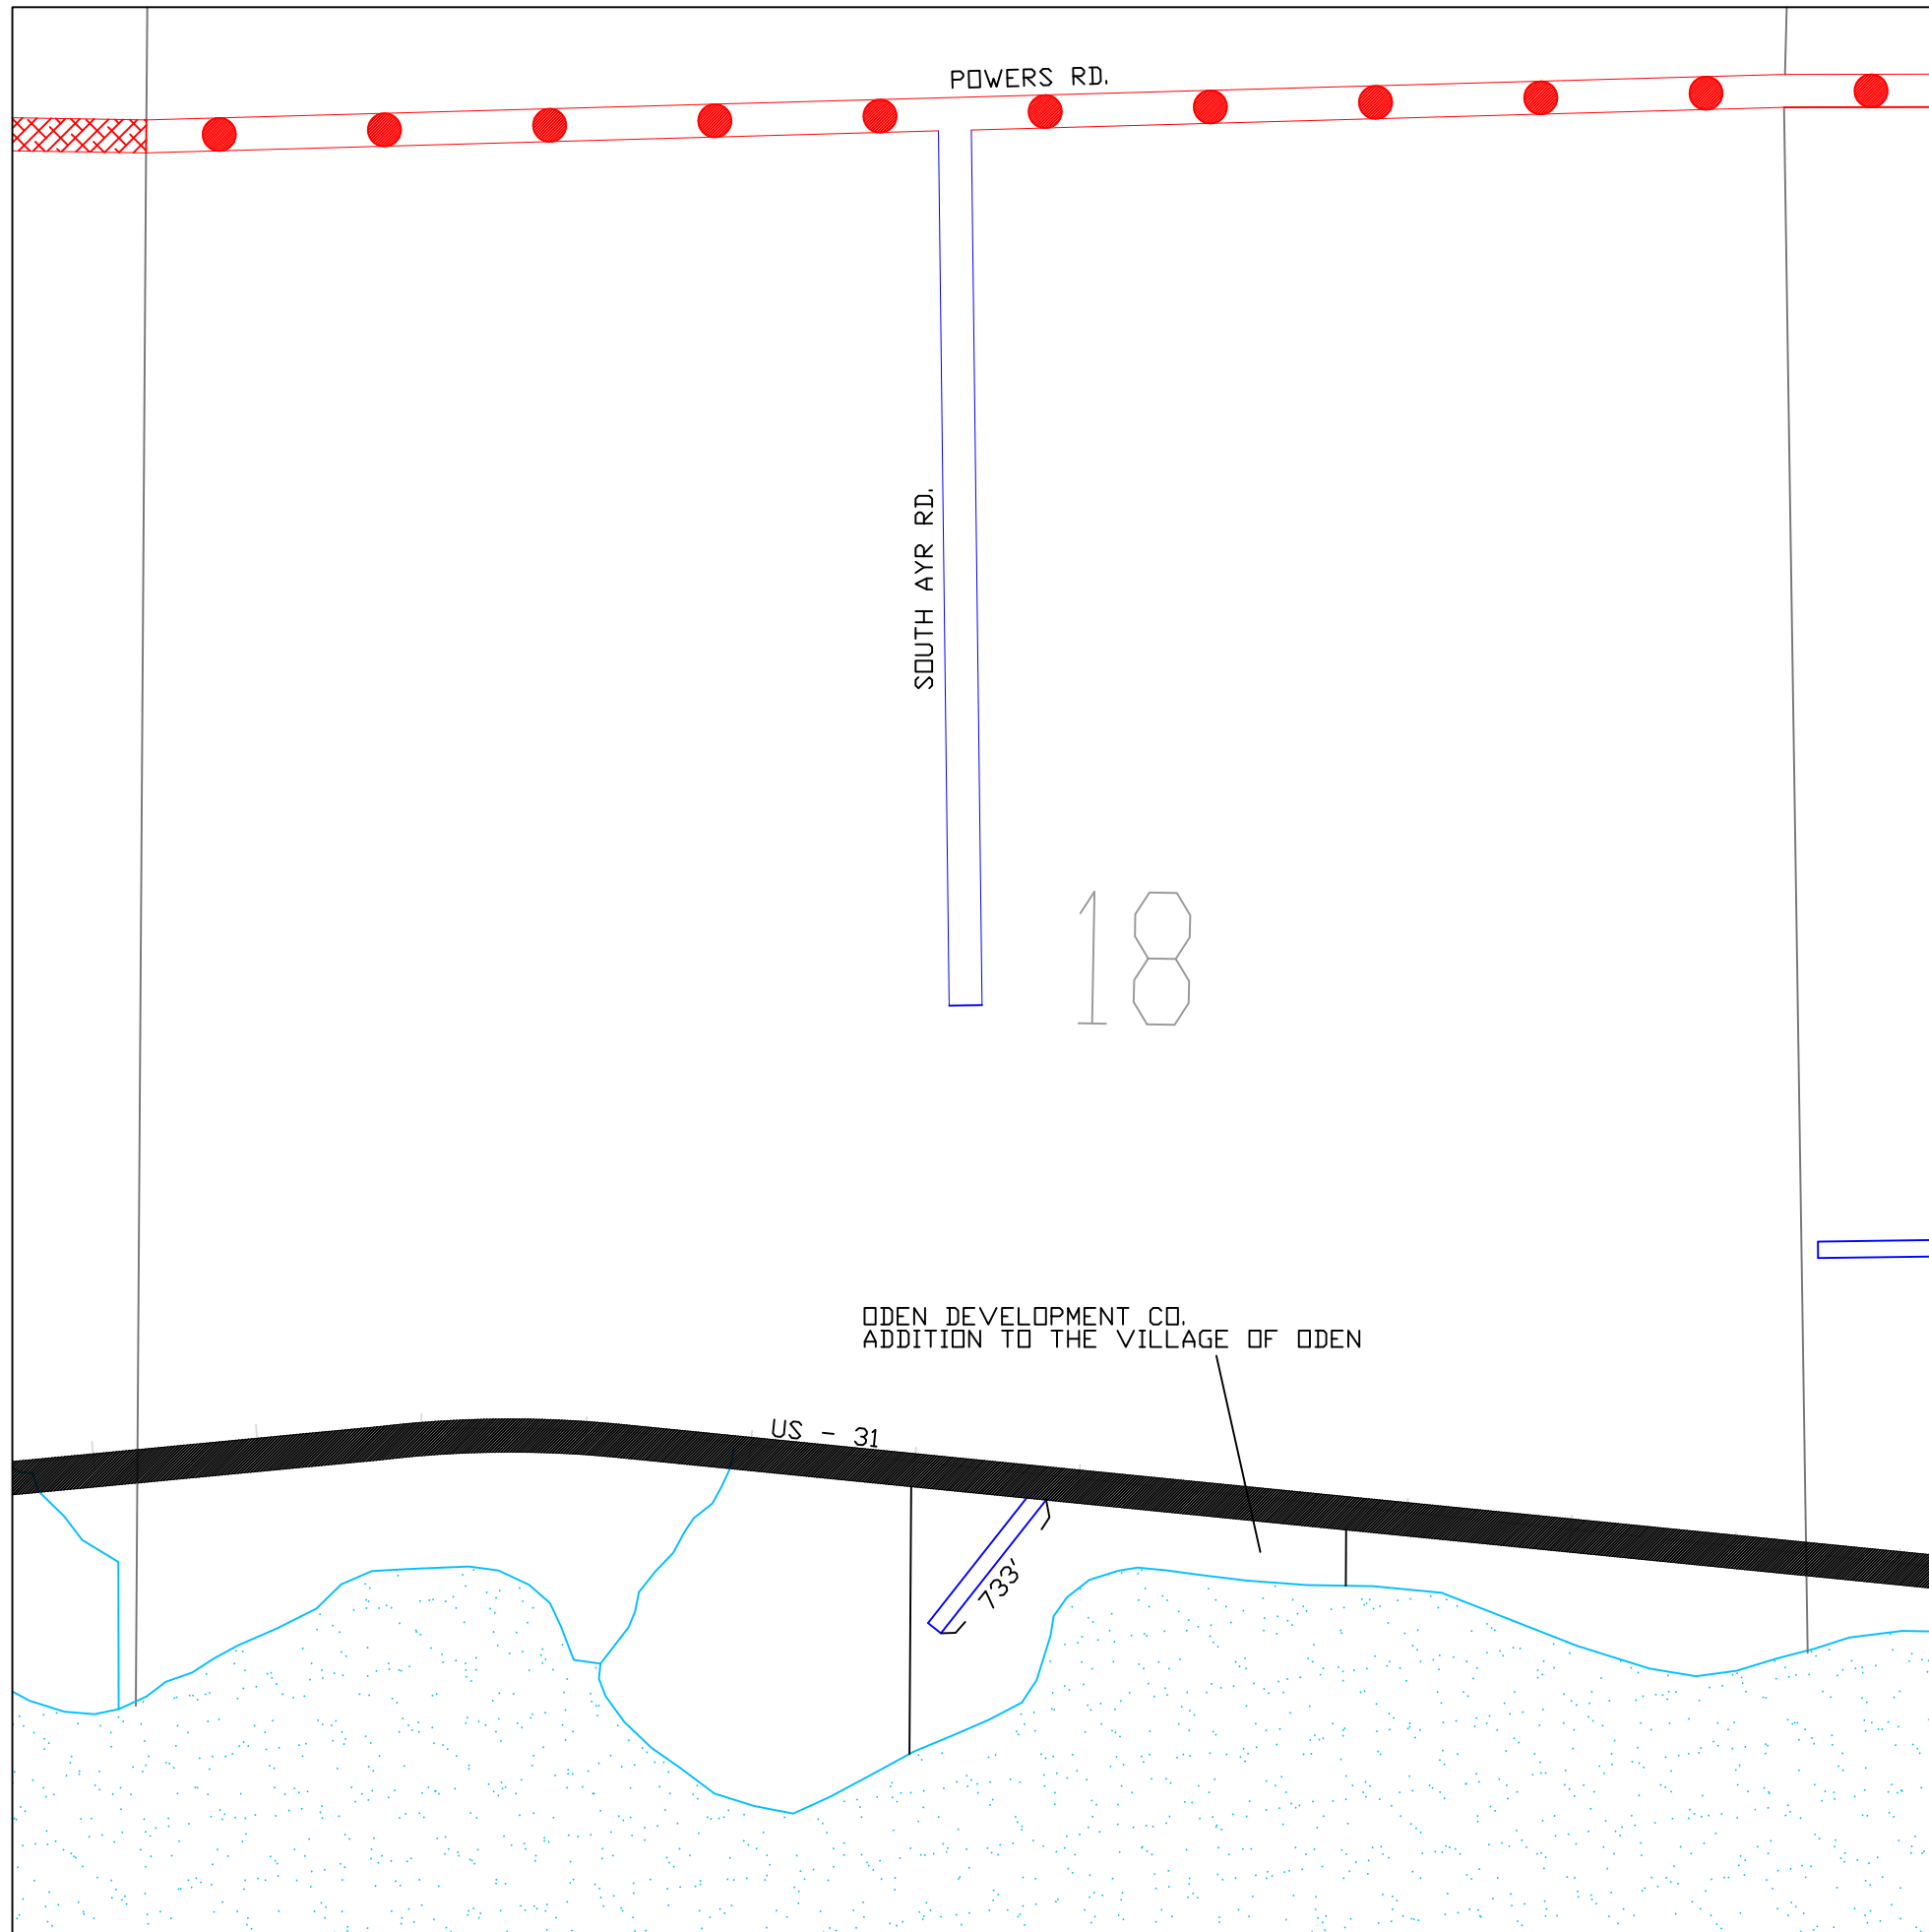 POWERS RD.
SOUTH AYR RD.
18
ODEN DEVELOPMENT CO.
ADDITION TO THE VILLAGE OF ODEN
US - 31
733'